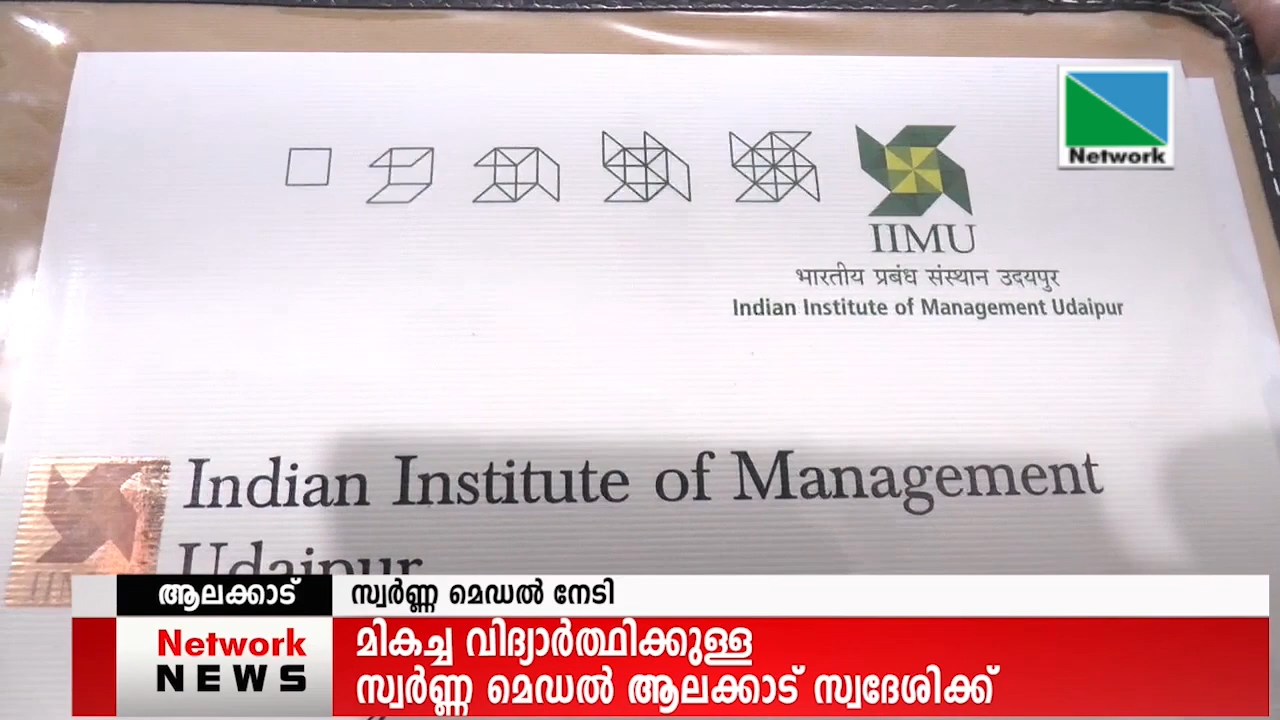 Network
IIMU
भारतीय प्रबंध संस्थान उदयपुर
Indian Institute of Management Udaipur
Indian Institute of Management
Udaipur
ആലക്കാട് സ്വർണ്ണ മെഡൽ നേടി
Network
NEWS
മികച്ച വിദ്യാർത്ഥിക്കുള്ള
സ്വർണ്ണ മെഡൽ ആലക്കാട് സ്വദേശിക്ക്